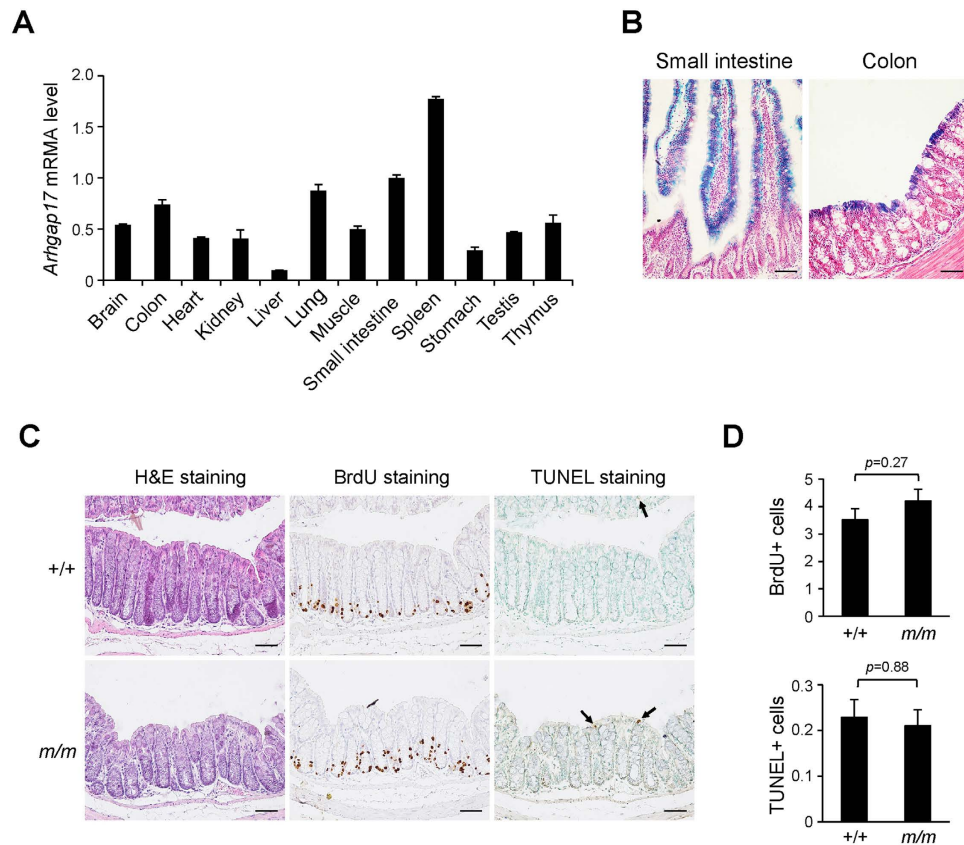 A
Arhgap17 mRMA level
2.0
1.5
1.0
0.5
0
Brain
Colon
Heart
Kidney
Liver
Lung
Muscle
Small intestine
Spleen
Stomach
Testis
Thymus
B
Small intestine
Colon
C
H&E staining
BrdU staining
TUNEL staining
+/+
m/m
D
p=0.27
BrdU+ cells
5
4
3
2
1
0
+/+
m/m
p=0.88
TUNEL+ cells
0.3
0.2
0.1
0
+/+
m/m